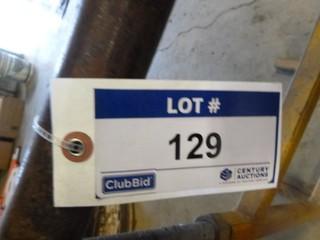 LOT #
129
ClubBid
CENTURY
AUCTIONS